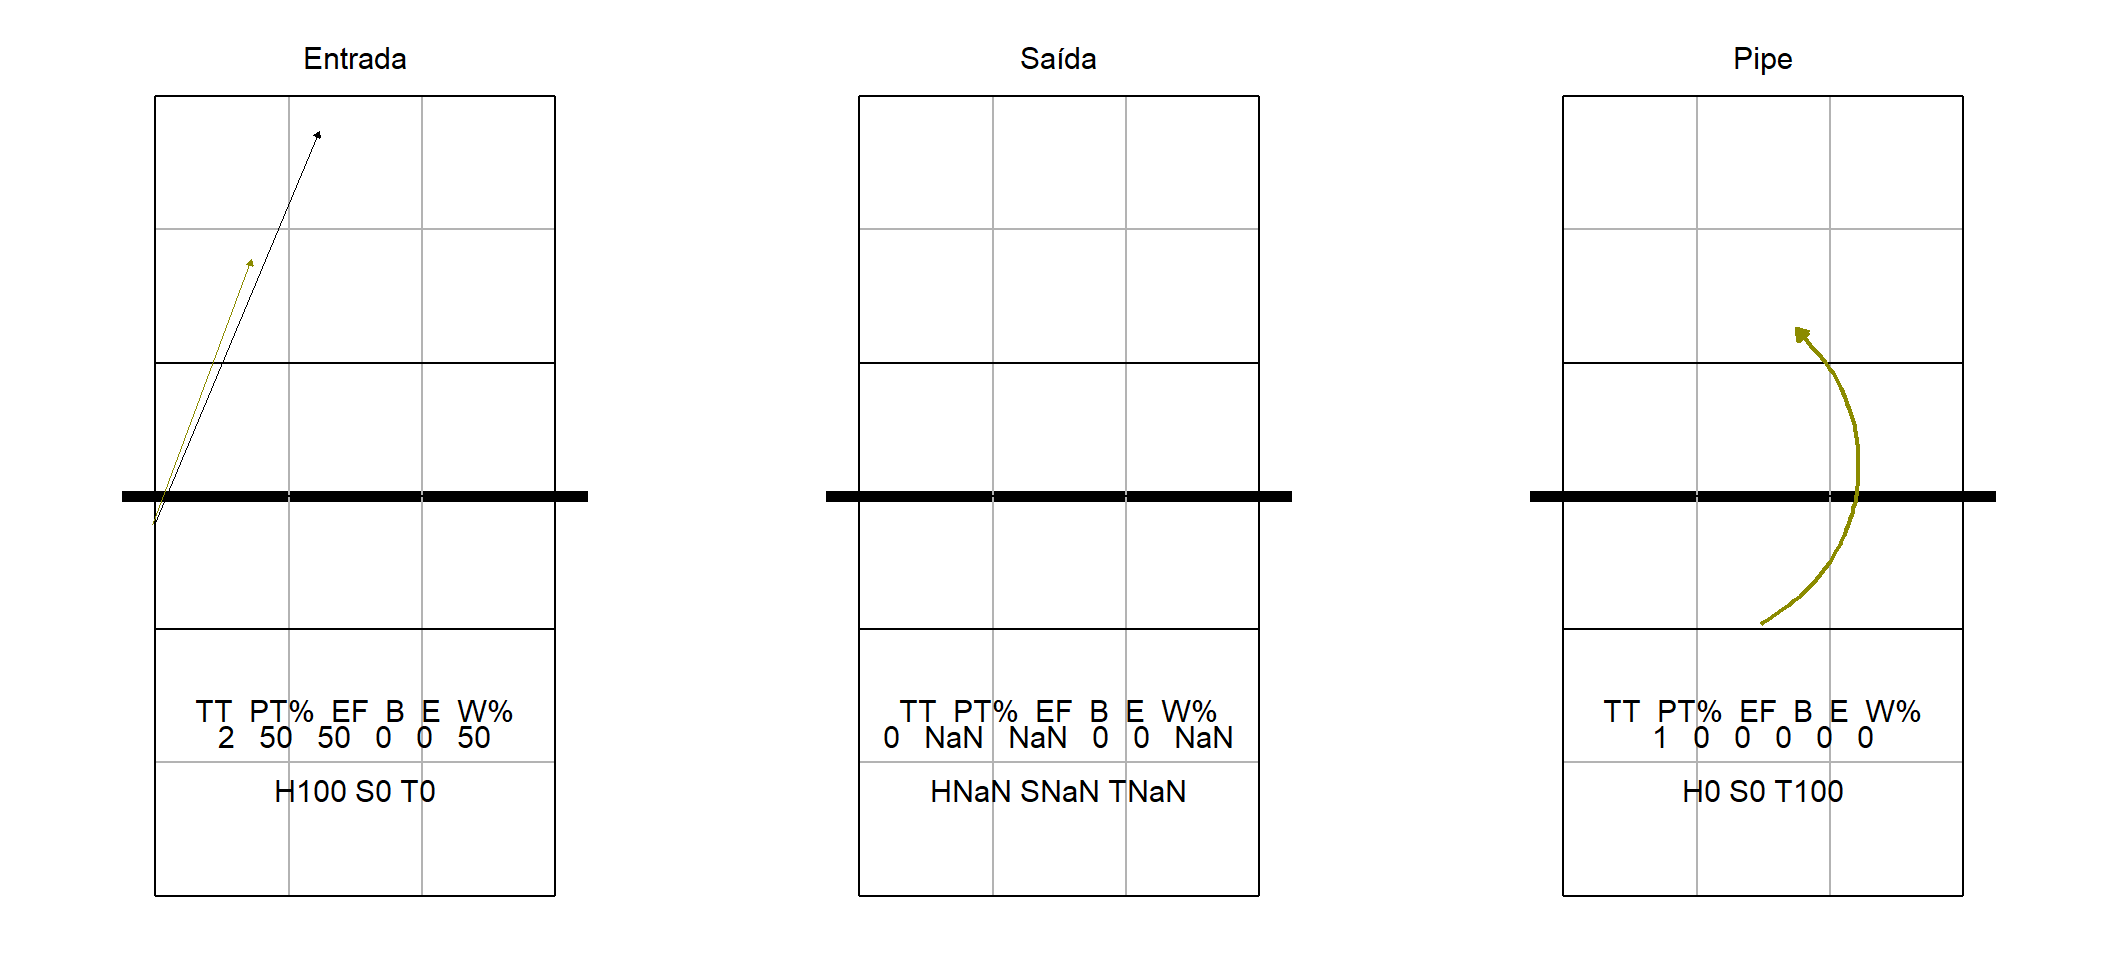 Entrada
TT PT% EF B E W%
2 50 50 0 0 50
H100 S0 T0
Saída
TT PT% EF B E W%
0 NaN NaN 0 0 NaN
HNaN SNaN TNaN
Pipe
TT PT% EF B E W%
1 0 0 0 0 0
H0 S0 T100